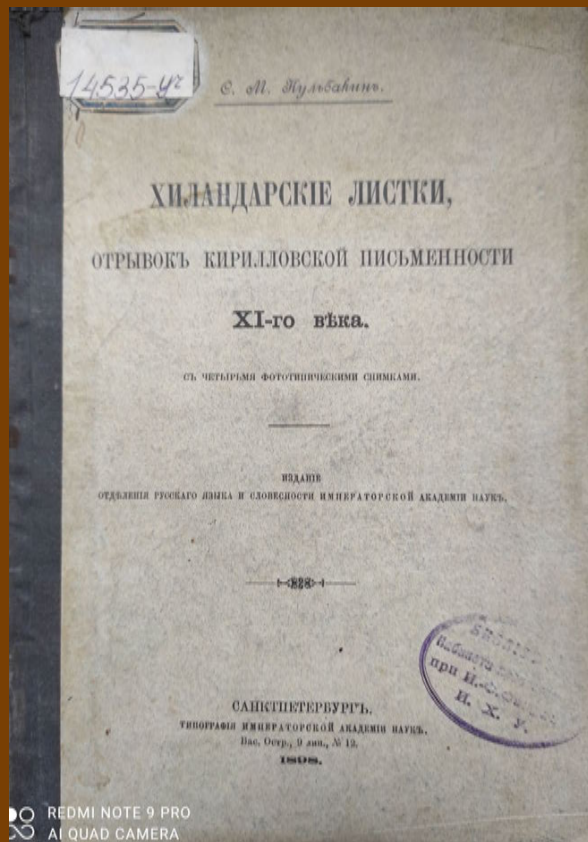 14535-уг
С. М. Кульбакинъ.
ХИЛАНДАРСКІЕ ЛИСТКИ,
ОТРЫВОКЪ КИРИЛЛОВСКОЙ ПИСЬМЕННОСТИ
XI-го вѣка.
СЪ ЧЕТЫРЬМЯ ФОТОТИПИЧЕСКИМИ СНИМКАМИ.
ИЗДАНІЕ
ОТДѢЛЕНІЯ РУССКАГО ЯЗЫКА И СЛОВЕСНОСТИ ИМПЕРАТОРСКОЙ АКАДЕМІИ НАУКЪ.
САНКТПЕТЕРБУРГЪ.
ТИПОГРАФІЯ ИМПЕРАТОРСКОЙ АКАДЕМІИ НАУКЪ.
Вас. Остр., 9 лин., № 12.
1898.
при И.-
И. Х. У.
REDMI NOTE 9 PRO
AI QUAD CAMERA